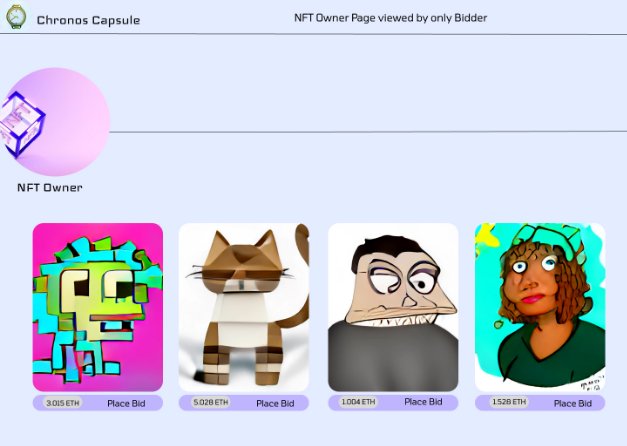 Chronos Capsule
NFT Owner Page viewed by only Bidder
NFT Owner
3.015 ETH Place Bid
5.028 ETH Place Bid
1.004 ETH Place Bid
1.528 ETH Place Bid